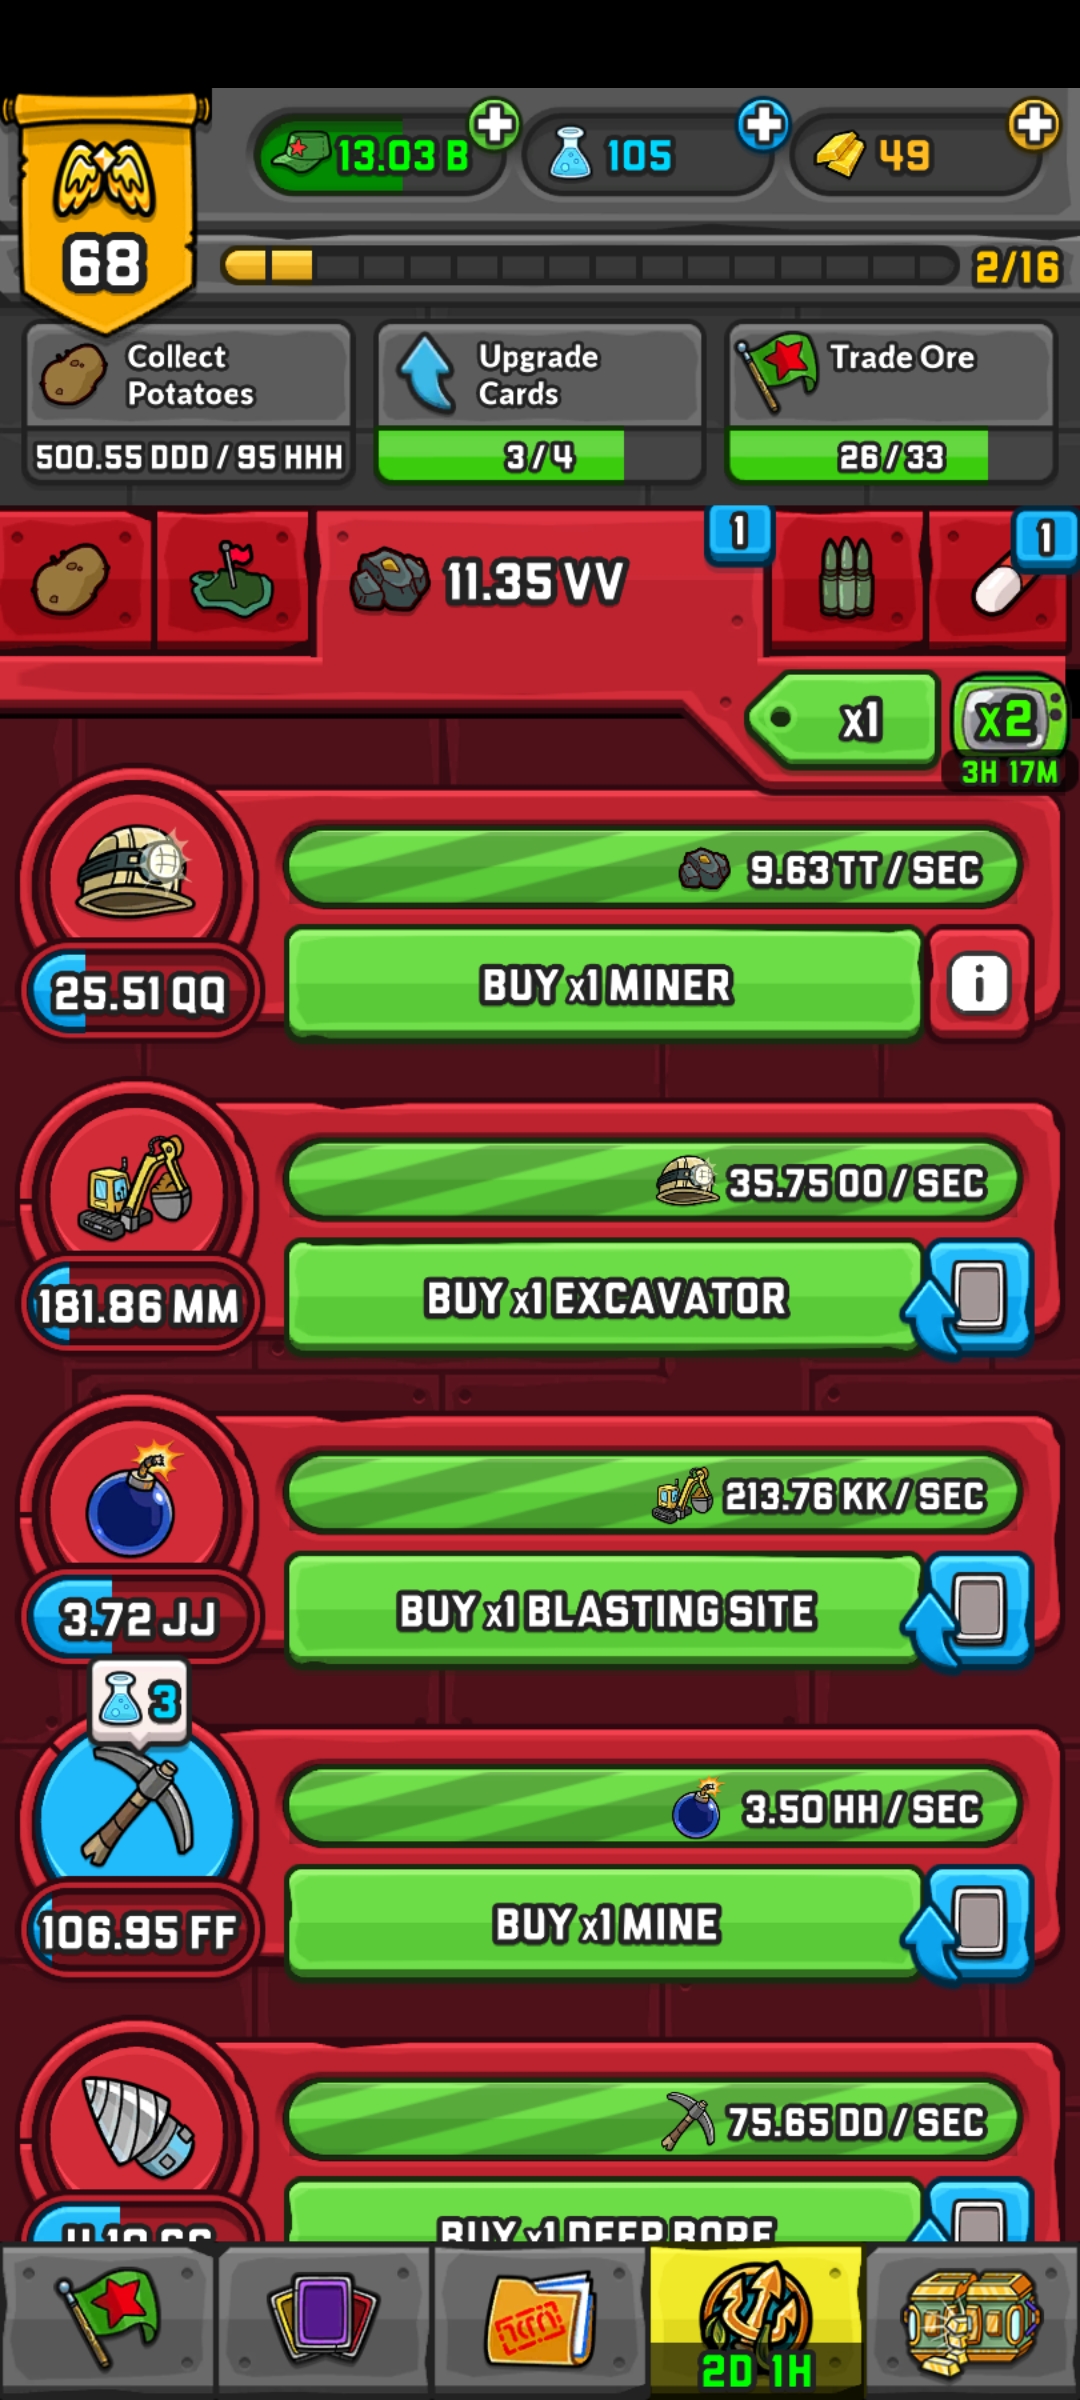 13.03 B
105
49
68
2/16
Collect
Potatoes
Upgrade
Cards
Trade Ore
500.55 DDD / 95 HHH
3/4
26/33
11.35 VV
1
1
x1
x2
3H 17M
9.63 TT / SEC
25.51 QQ
BUY x1 MINER
i
35.75 OO / SEC
181.86 MM
BUY x1 EXCAVATOR
213.76 KK / SEC
3.72 JJ
BUY x1 BLASTING SITE
3
3.50 HH / SEC
106.95 FF
BUY x1 MINE
75.65 DD / SEC
BUY x1 DEEP BORE
2D 1H